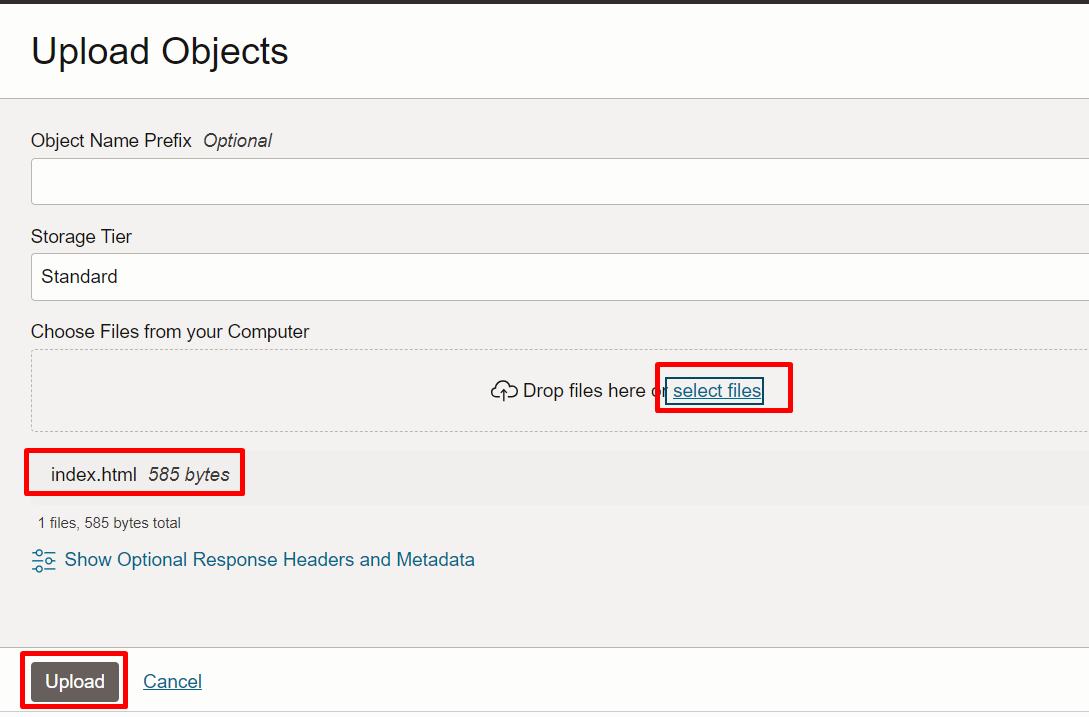 Upload Objects
Object Name Prefix Optional
Storage Tier
Standard
Choose Files from your Computer
Drop files here or select files
index.html 585 bytes
1 files, 585 bytes total
Show Optional Response Headers and Metadata
Upload Cancel